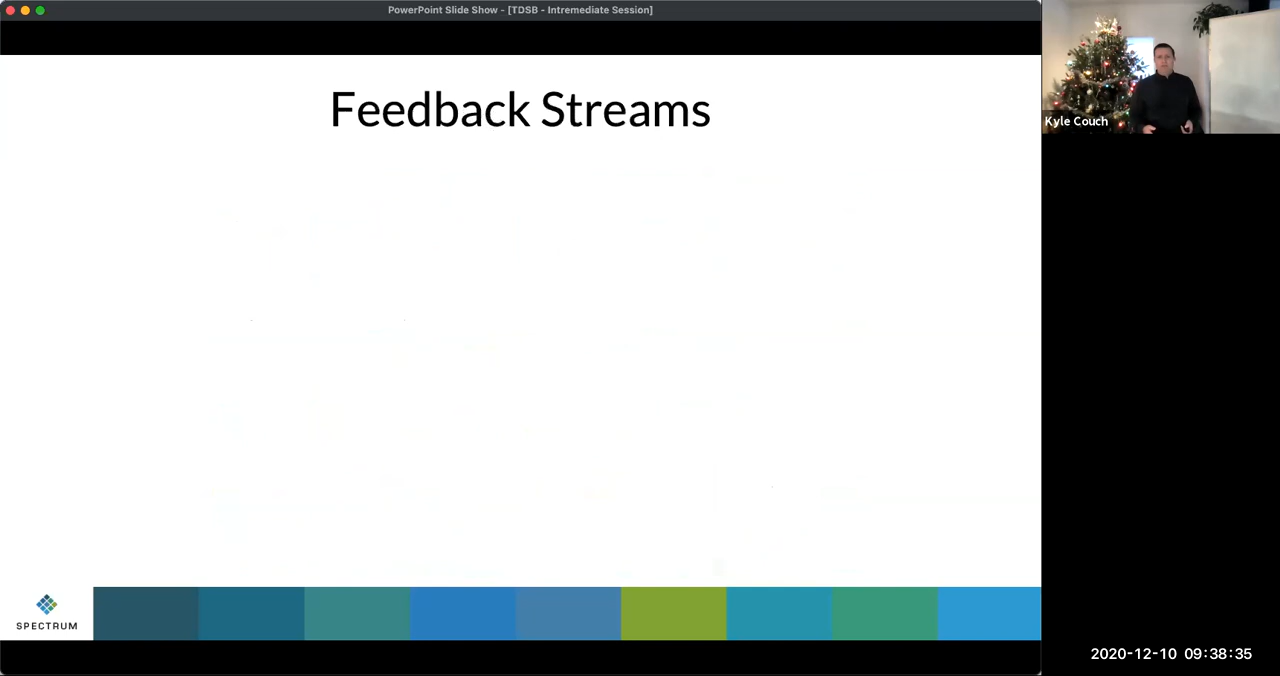 PowerPoint Slide Show - [TDSB - Intremediate Session]
Feedback Streams
Kyle Couch
SPECTRUM
2020-12-10 09:38:35